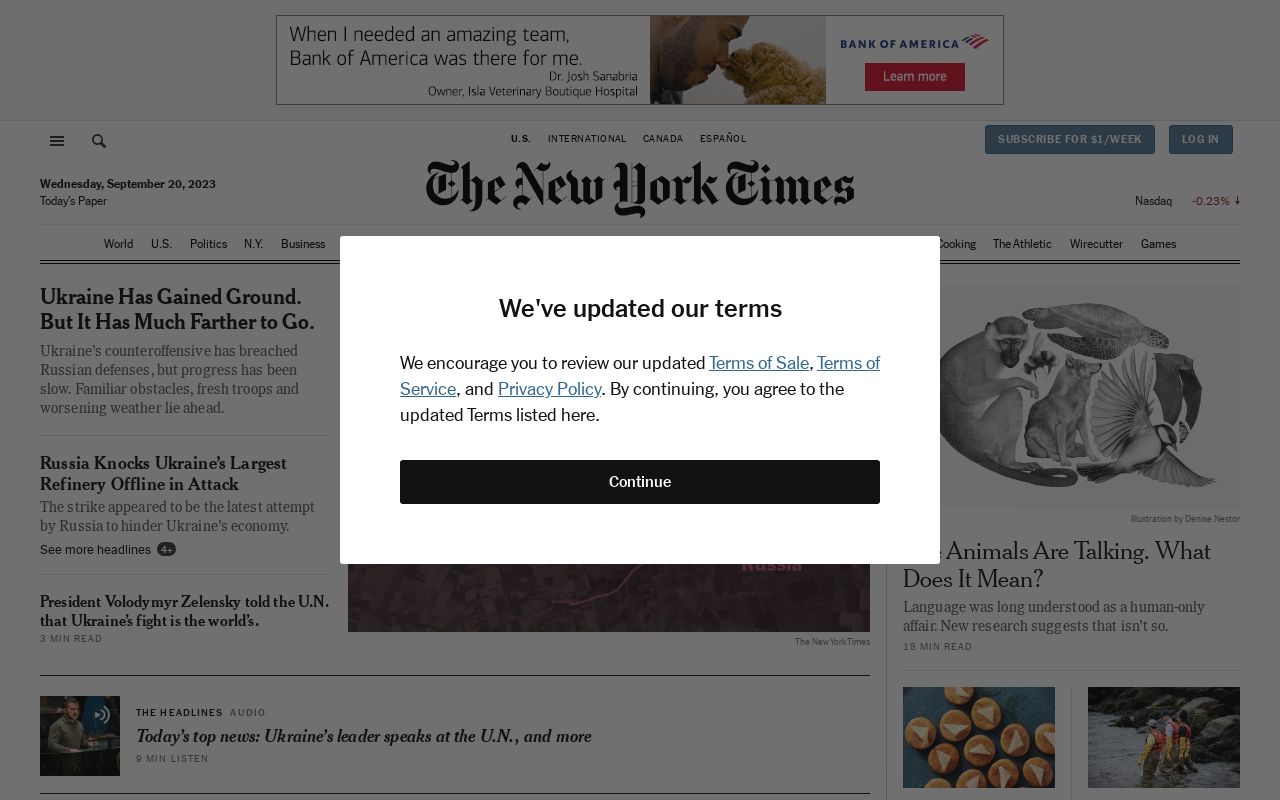 When I needed an amazing team,
Bank of America was there for me.
Dr. Josh Sanabria
Owner, Isla Veterinary Boutique Hospital
BANK OF AMERICA
Learn more
U.S. INTERNATIONAL CANADA ESPAÑOL
SUBSCRIBE FOR $1/WEEK
LOG IN
The New York Times
Wednesday, September 20, 2023
Today's Paper
Nasdaq -0.23% ↓
World U.S. Politics N.Y. Business Cooking The Athletic Wirecutter Games
We've updated our terms
We encourage you to review our updated Terms of Sale, Terms of
Service, and Privacy Policy. By continuing, you agree to the
updated Terms listed here.
Continue
Ukraine Has Gained Ground.
But It Has Much Farther to Go.
Ukraine's counteroffensive has breached
Russian defenses, but progress has been
slow. Familiar obstacles, fresh troops and
worsening weather lie ahead.
Russia Knocks Ukraine's Largest
Refinery Offline in Attack
The strike appeared to be the latest attempt
by Russia to hinder Ukraine's economy.
See more headlines 4+
President Volodymyr Zelensky told the U.N.
that Ukraine's fight is the world's.
3 MIN READ
Russia
The New York Times
THE HEADLINES AUDIO
Today's top news: Ukraine's leader speaks at the U.N., and more
9 MIN LISTEN
Illustration by Denise Nestor
Animals Are Talking. What
Does It Mean?
Language was long understood as a human-only
affair. New research suggests that isn't so.
18 MIN READ